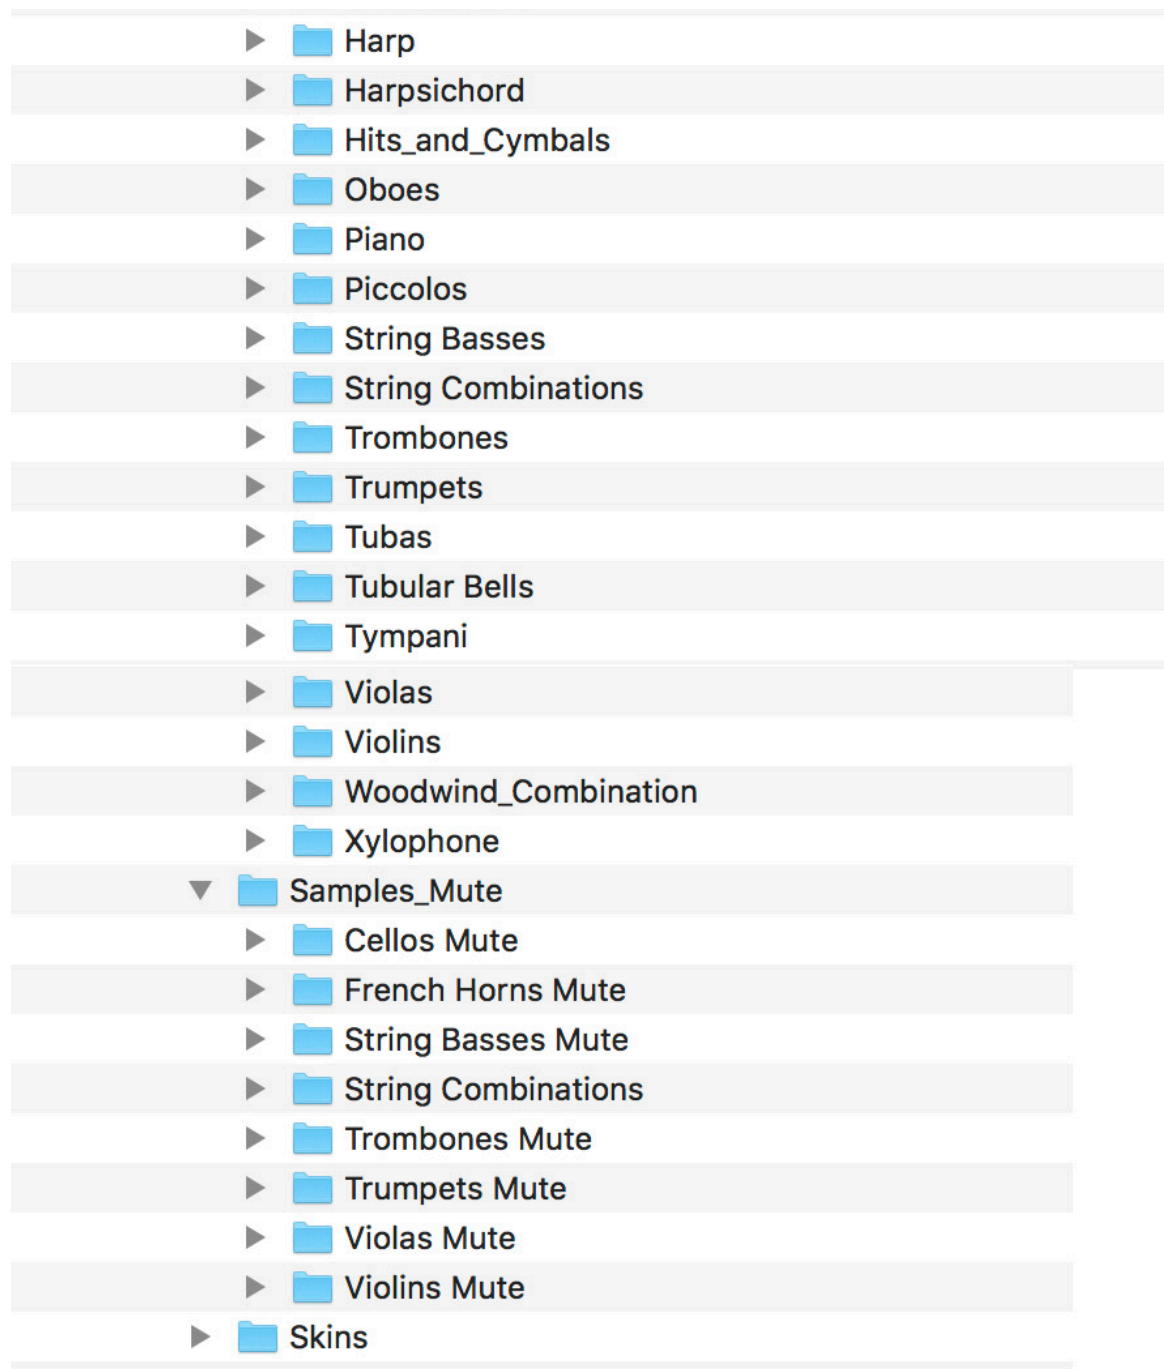 Harp
Harpsichord
Hits_and_Cymbals
Oboes
Piano
Piccolos
String Basses
String Combinations
Trombones
Trumpets
Tubas
Tubular Bells
Tympani
Violas
Violins
Woodwind_Combination
Xylophone
Samples_Mute
Cellos Mute
French Horns Mute
String Basses Mute
String Combinations
Trombones Mute
Trumpets Mute
Violas Mute
Violins Mute
Skins